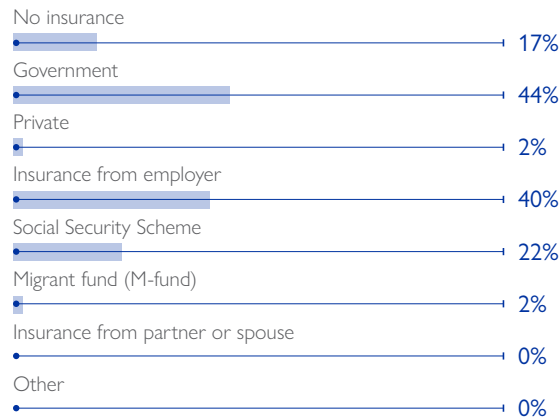 No insurance
17%
Government
44%
Private
2%
Insurance from employer
40%
Social Security Scheme
22%
Migrant fund (M-fund)
2%
Insurance from partner or spouse
0%
Other
0%